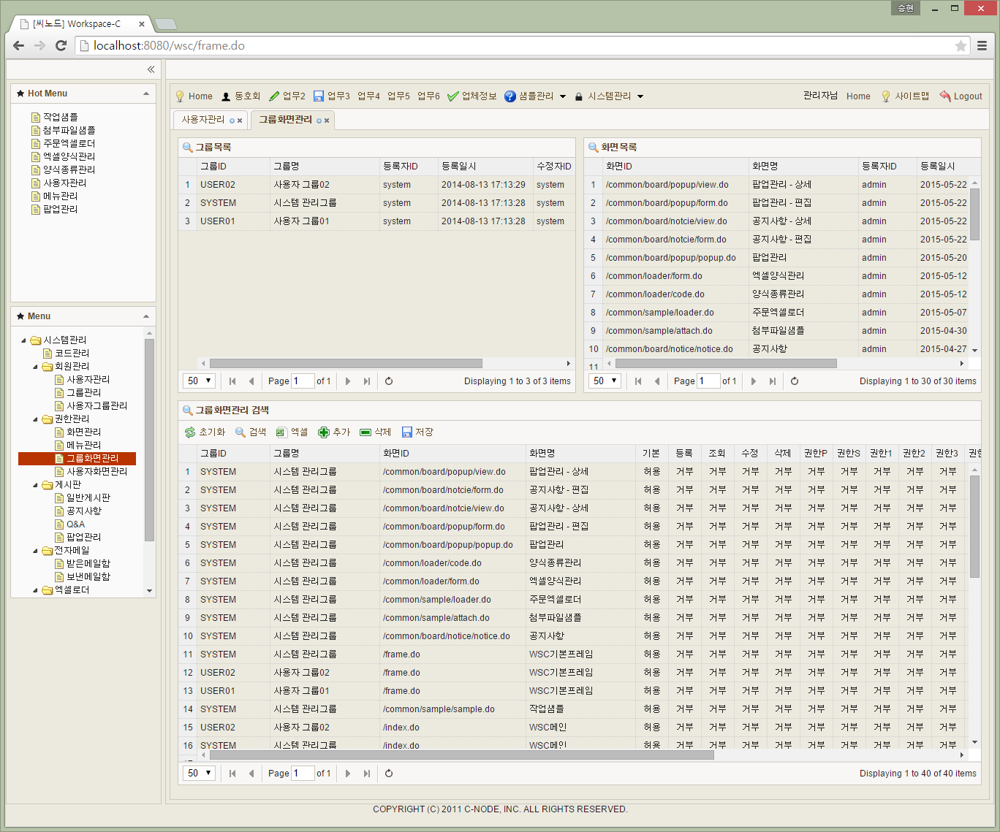 승현
[씨노드] Workspace-C
localhost:8080/wsc/frame.do
Hot Menu
작업샘플
첨부파일샘플
주문엑셀로더
엑셀양식관리
양식종류관리
사용자관리
메뉴관리
팝업관리
Menu
시스템관리
코드관리
회원관리
사용자관리
그룹관리
사용자그룹관리
권한관리
화면관리
메뉴관리
그룹화면관리
사용자화면관리
게시판
일반게시판
공지사항
Q&A
팝업관리
전자메일
받은메일함
보낸메일함
엑셀로더
Home 동호회 업무2 업무3 업무4 업무5 업무6 업체정보 샘플관리 시스템관리 관리자님 Home 사이트맵 Logout
사용자관리 그룹화면관리
그룹목록
그룹ID 그룹명 등록자ID 등록일시 수정자ID
1 USER02 사용자 그룹02 system 2014-08-13 17:13:29 system
2 SYSTEM 시스템 관리그룹 system 2014-08-13 17:13:28 system
3 USER01 사용자 그룹01 system 2014-08-13 17:13:28 system
50 Page 1 of 1 Displaying 1 to 3 of 3 items
화면목록
화면ID 화면명 등록자ID 등록일시
1 /common/board/popup/view.do 팝업관리 - 상세 admin 2015-05-22
2 /common/board/popup/form.do 팝업관리 - 편집 admin 2015-05-22
3 /common/board/notcie/view.do 공지사항 - 상세 admin 2015-05-22
4 /common/board/notcie/form.do 공지사항 - 편집 admin 2015-05-22
5 /common/board/popup/popup.do 팝업관리 admin 2015-05-20
6 /common/loader/form.do 엑셀양식관리 admin 2015-05-12
7 /common/loader/code.do 양식종류관리 admin 2015-05-12
8 /common/sample/loader.do 주문엑셀로더 admin 2015-05-07
9 /common/sample/attach.do 첨부파일샘플 admin 2015-04-30
10 /common/board/notice/notice.do 공지사항 admin 2015-04-27
11
50 Page 1 of 1 Displaying 1 to 30 of 30 items
그룹화면관리 검색
초기화 검색 엑셀 추가 삭제 저장
그룹ID 그룹명 화면ID 화면명 기본 등록 조회 수정 삭제 권한P 권한S 권한1 권한2 권한3 권한
1 SYSTEM 시스템 관리그룹 /common/board/popup/view.do 팝업관리 - 상세 허용 거부 거부 거부 거부 거부 거부 거부 거부 거부
2 SYSTEM 시스템 관리그룹 /common/board/notcie/form.do 공지사항 - 편집 허용 거부 거부 거부 거부 거부 거부 거부 거부 거부
3 SYSTEM 시스템 관리그룹 /common/board/notcie/view.do 공지사항 - 상세 허용 거부 거부 거부 거부 거부 거부 거부 거부 거부
4 SYSTEM 시스템 관리그룹 /common/board/popup/form.do 팝업관리 - 편집 허용 거부 거부 거부 거부 거부 거부 거부 거부 거부
5 SYSTEM 시스템 관리그룹 /common/board/popup/popup.do 팝업관리 허용 거부 거부 거부 거부 거부 거부 거부 거부 거부
6 SYSTEM 시스템 관리그룹 /common/loader/code.do 양식종류관리 허용 거부 거부 거부 거부 거부 거부 거부 거부 거부
7 SYSTEM 시스템 관리그룹 /common/loader/form.do 엑셀양식관리 허용 거부 거부 거부 거부 거부 거부 거부 거부 거부
8 SYSTEM 시스템 관리그룹 /common/sample/loader.do 주문엑셀로더 허용 거부 거부 거부 거부 거부 거부 거부 거부 거부
9 SYSTEM 시스템 관리그룹 /common/sample/attach.do 첨부파일샘플 허용 거부 거부 거부 거부 거부 거부 거부 거부 거부
10 SYSTEM 시스템 관리그룹 /common/board/notice/notice.do 공지사항 허용 거부 거부 거부 거부 거부 거부 거부 거부 거부
11 SYSTEM 시스템 관리그룹 /frame.do WSC기본프레임 허용 거부 거부 거부 거부 거부 거부 거부 거부 거부
12 USER02 사용자 그룹02 /frame.do WSC기본프레임 허용 거부 거부 거부 거부 거부 거부 거부 거부 거부
13 USER01 사용자 그룹01 /frame.do WSC기본프레임 허용 거부 거부 거부 거부 거부 거부 거부 거부 거부
14 SYSTEM 시스템 관리그룹 /common/sample/sample.do 작업샘플 허용 거부 거부 거부 거부 거부 거부 거부 거부 거부
15 USER02 사용자 그룹02 /index.do WSC메인 허용 거부 거부 거부 거부 거부 거부 거부 거부 거부
16 SYSTEM 시스템 관리그룹 /index.do WSC메인 허용 거부 거부 거부 거부 거부 거부 거부 거부 거부
50 Page 1 of 1 Displaying 1 to 40 of 40 items
COPYRIGHT (C) 2011 C-NODE, INC. ALL RIGHTS RESERVED.